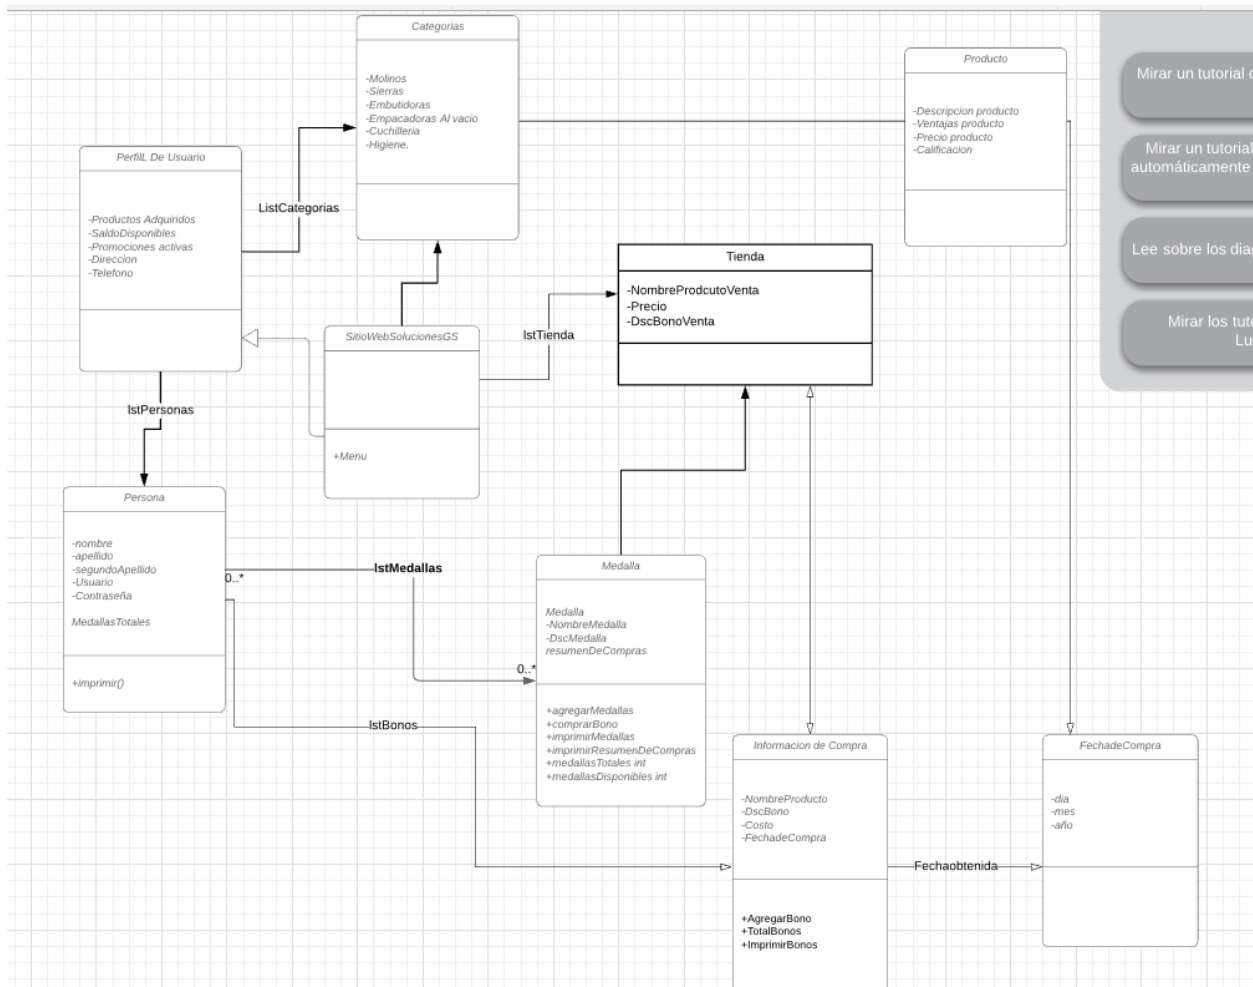 Categorias
-Molinos
-Sierras
-Embutidoras
-Empacadoras Al vacio
-Cuchilleria
-Higiene.
Producto
-Descripcion producto
-Ventajas producto
-Precio producto
-Calificacion
Mirar un tutorial
Mirar un tutorial
automáticamente
Lee sobre los
Mirar los
PerfilL De Usuario
-Productos Adquiridos
-SaldoDisponibles
-Promociones activas
-Direccion
-Telefono
ListCategorias
Tienda
-NombreProdcutoVenta
-Precio
-DscBonoVenta
SitioWebSolucionesGS
+Menu
lstTienda
lstPersonas
Persona
-nombre
-apellido
-segundoApellido
-Usuario
-Contraseña
MedallasTotales
+imprimir()
0..*
lstMedallas
0..*
lstBonos
Medalla
Medalla
-NombreMedalla
-DscMedalla
resumenDeCompras
+agregarMedallas
+comprarBono
+imprimirMedallas
+imprimirResumenDeCompras
+medallasTotales int
+medallasDisponibles int
Informacion de Compra
-NombreProducto
-DscBono
-Costo
-FechadeCompra
+AgregarBono
+TotalBonos
+ImprimirBonos
Fechaobtenida
FechadeCompra
-dia
-mes
-año